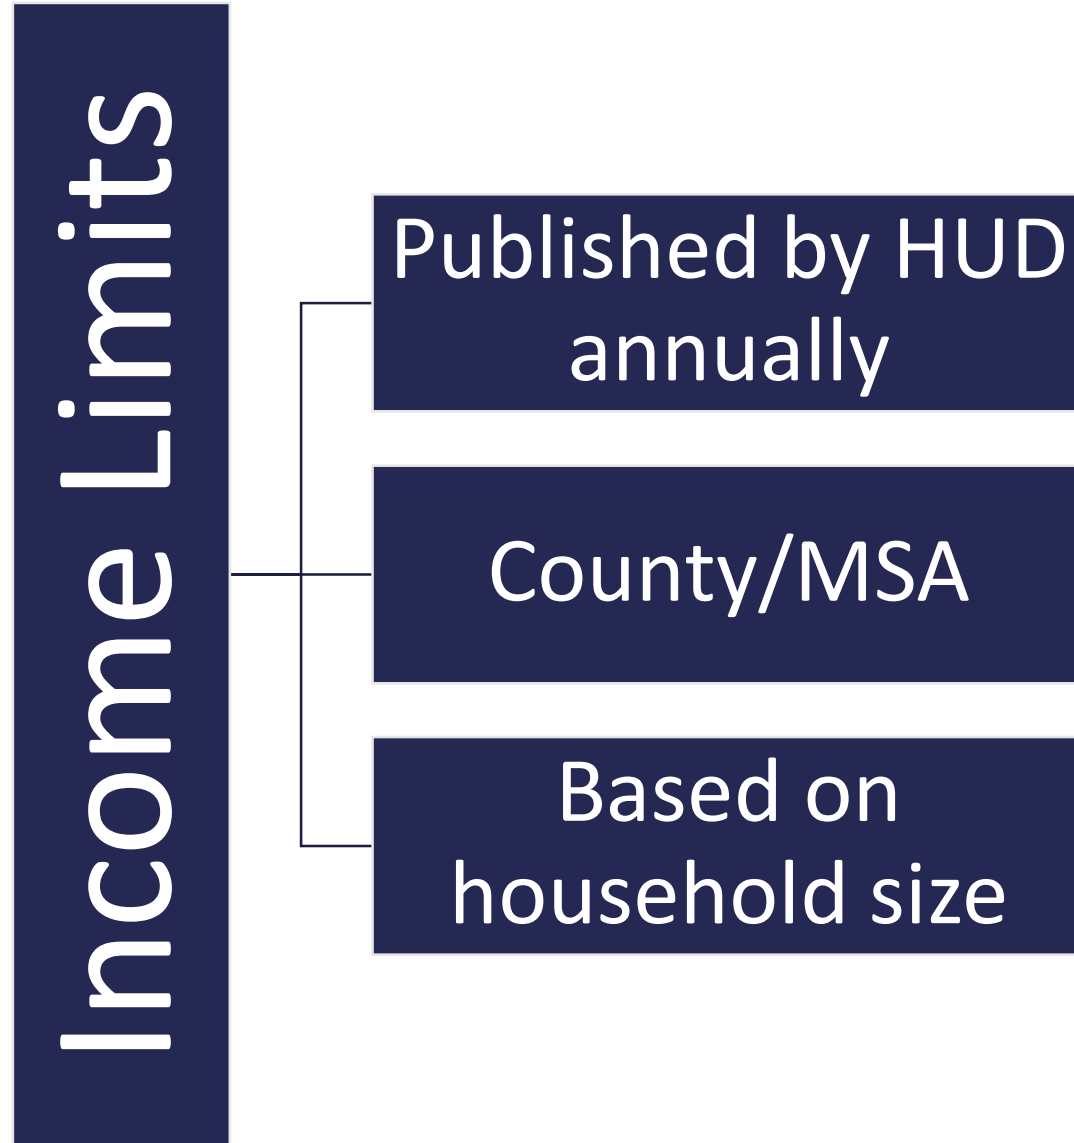 Income Limits
Published by HUD
annually
County/MSA
Based on
household size